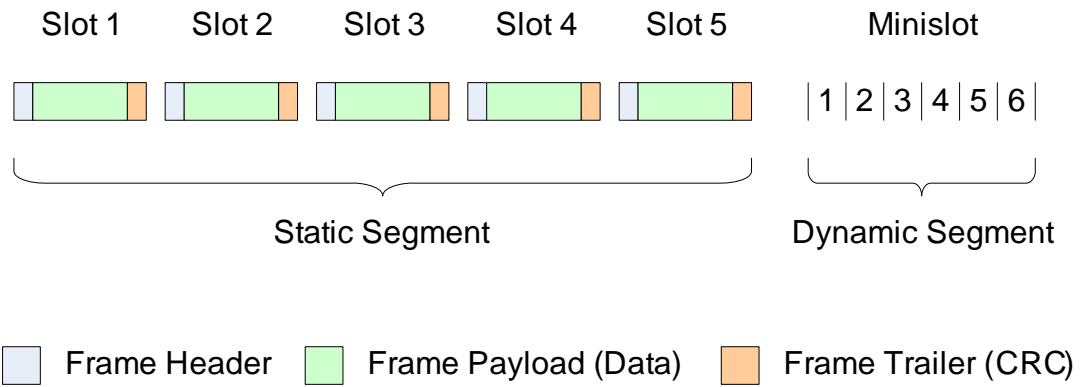 Slot 1 Slot 2 Slot 3 Slot 4 Slot 5 Minislot
1 2 3 4 5 6
Static Segment Dynamic Segment
Frame Header Frame Payload (Data) Frame Trailer (CRC)